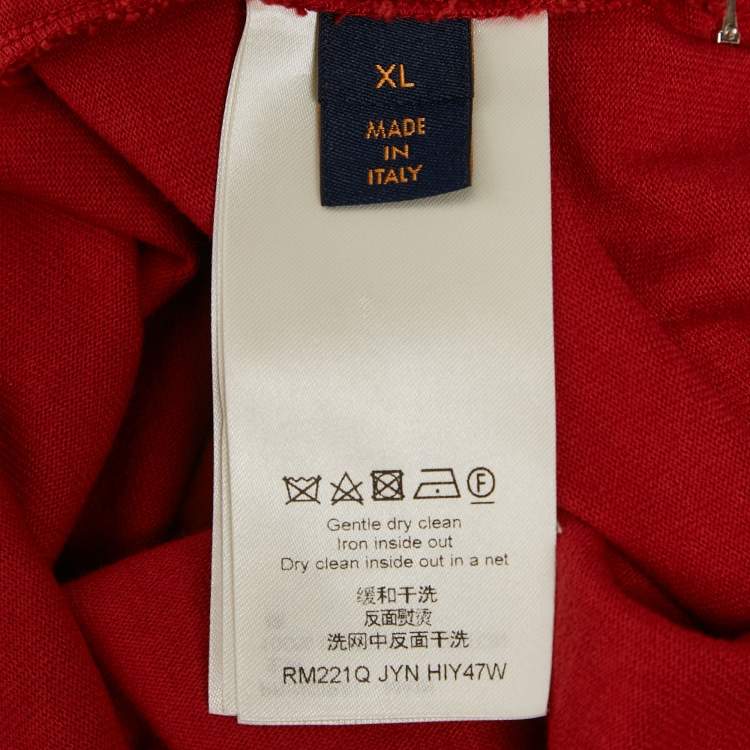 XL
MADE
IN
ITALY
F
Gentle dry clean
Iron inside out
Dry clean inside out in a net
缓和干洗
反面熨烫
洗网中反面干洗
RM221Q JYN HIY47W